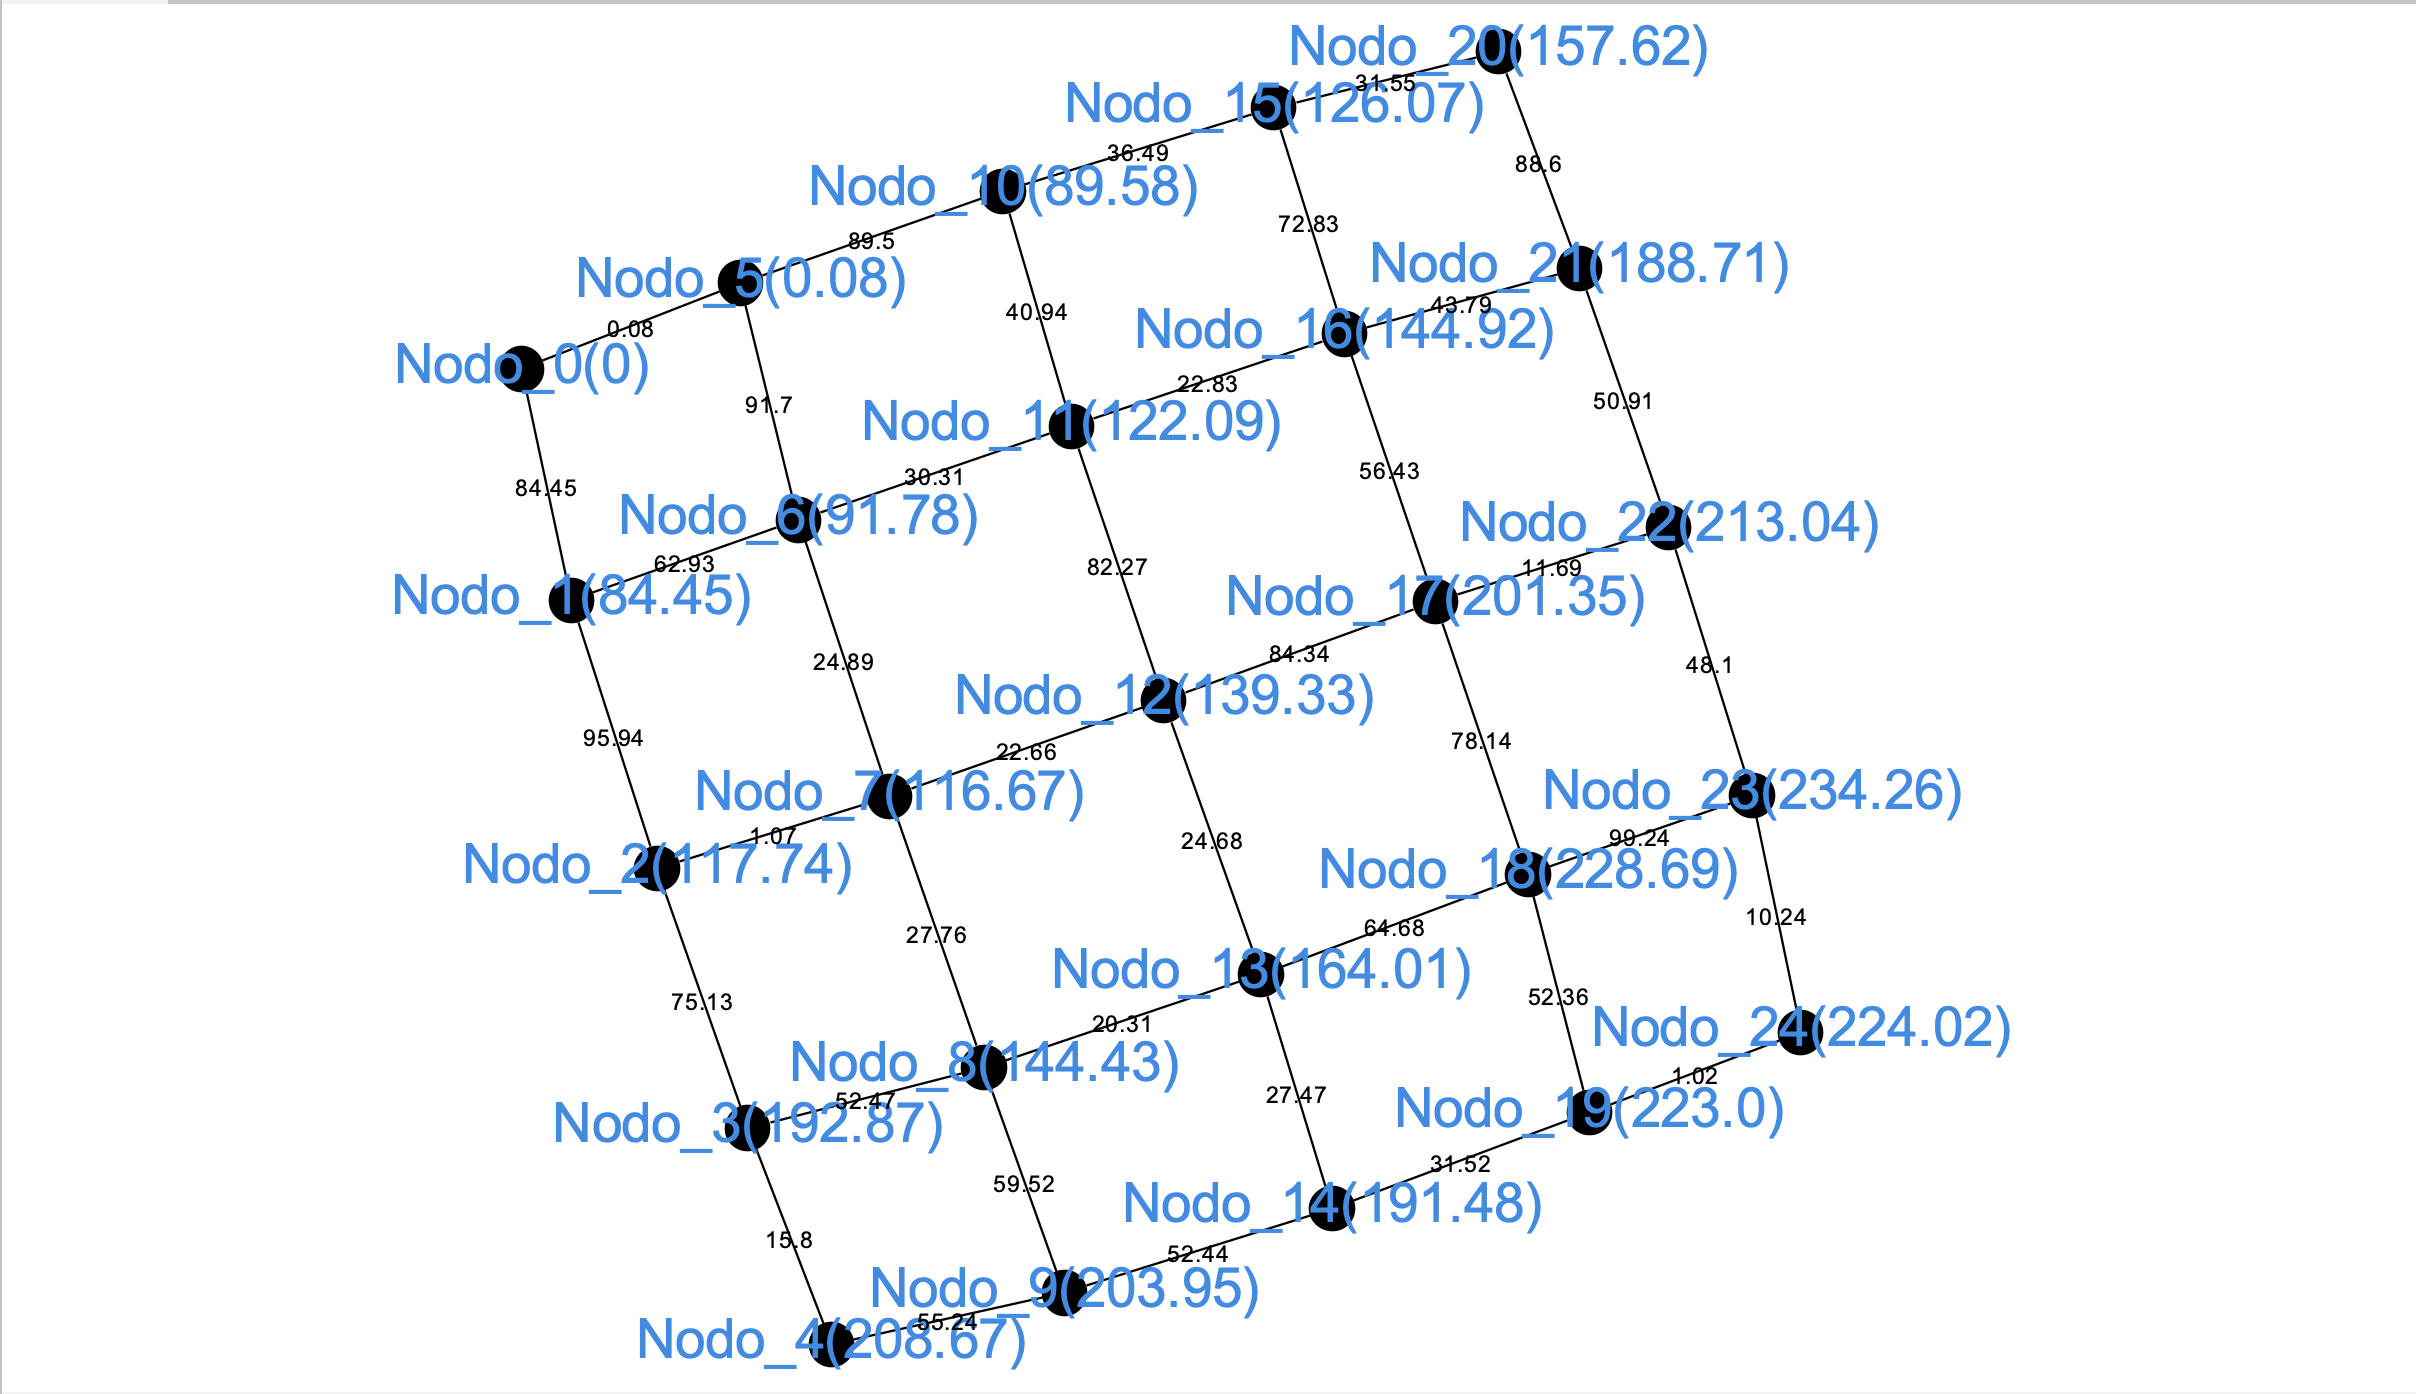 Nodo_20(157.62)
31.55
Nodo_15(126.07)
36.49
88.6
Nodo_10(89.58)
72.83
89.5
Nodo_21(188.71)
Nodo_5(0.08)
43.79
40.94
0.08
Nodo_16(144.92)
Nodo_0(0)
22.83
91.7
50.91
Nodo_11(122.09)
56.43
30.31
84.45
Nodo_6(91.78)
Nodo_22(213.04)
62.93
82.27
11.69
Nodo_1(84.45)
Nodo_17(201.35)
84.34
24.89
48.1
Nodo_12(139.33)
95.94
78.14
22.66
Nodo_7(116.67)
Nodo_23(234.26)
1.07
24.68
99.24
Nodo_2(117.74)
Nodo_18(228.69)
10.24
64.68
27.76
Nodo_13(164.01)
52.36
75.13
20.31
Nodo_24(224.02)
Nodo_8(144.43)
1.02
27.47
52.47
Nodo_19(223.0)
Nodo_3(192.87)
31.52
59.52
Nodo_14(191.48)
15.8
52.44
Nodo_9(203.95)
55.24
Nodo_4(208.67)